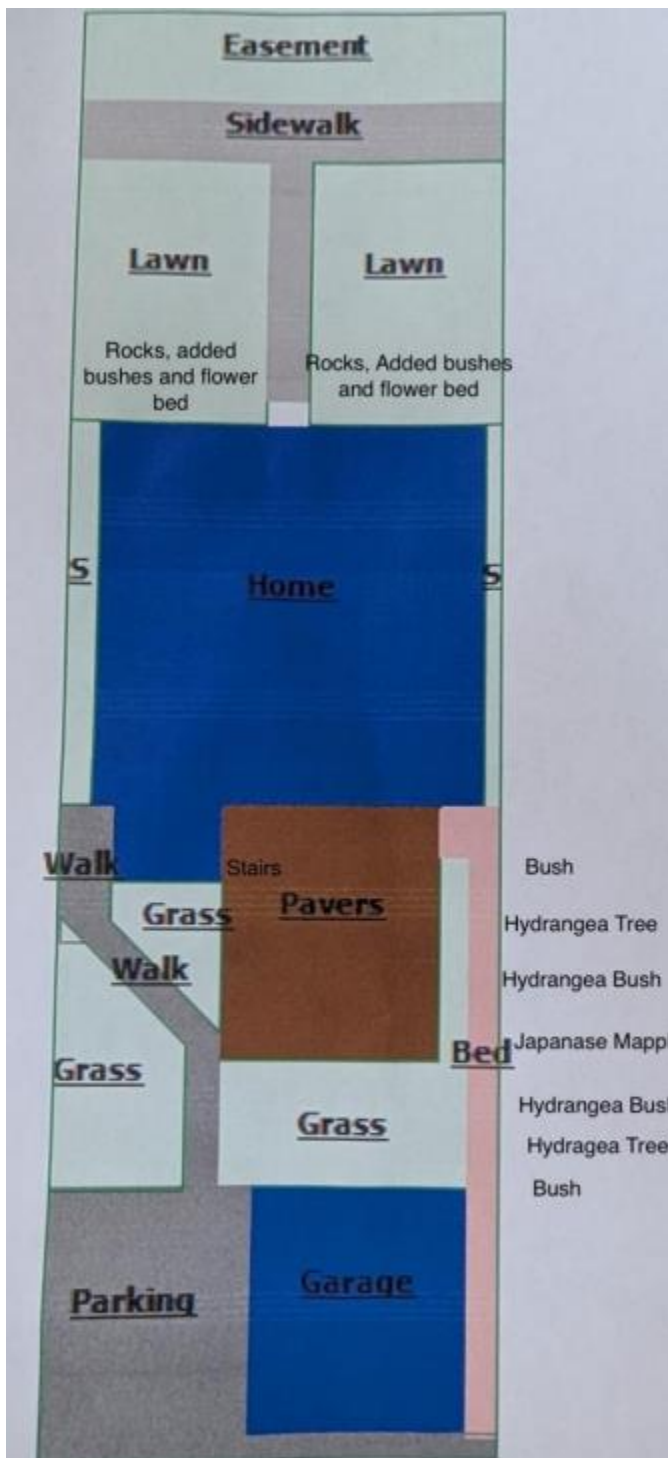 Easement
Sidewalk
Lawn
Lawn
Rocks, added
bushes and flower
bed
Rocks, Added bushes
and flower bed
S
Home
S
Walk
Stairs
Pavers
Bush
Grass
Hydrangea Tree
Walk
Hydrangea Bush
Grass
Bed
Japanase Mapp
Grass
Hydrangea Bush
Hydragea Tree
Bush
Garage
Parking